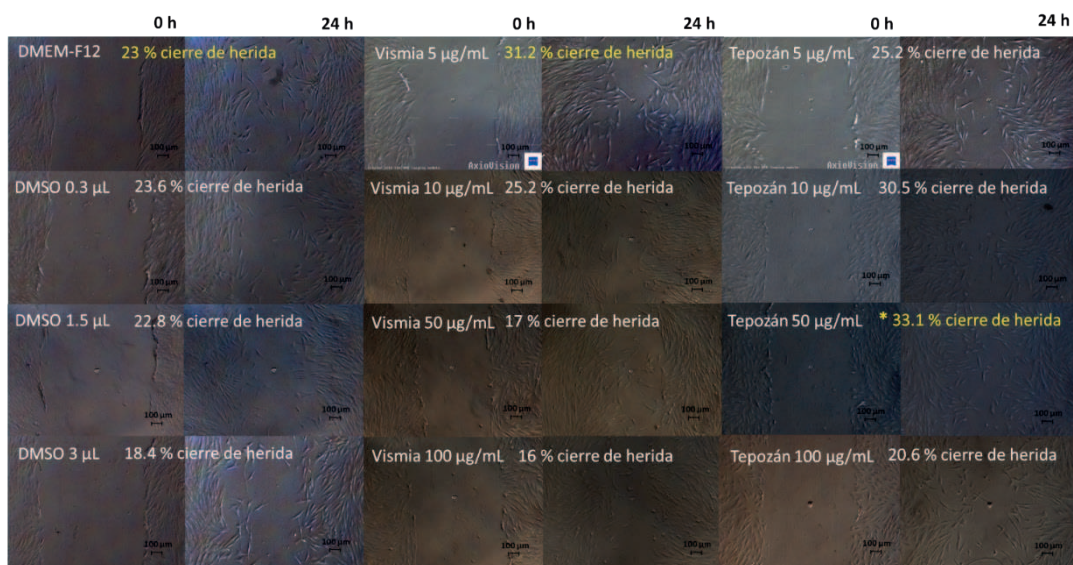 0 h 24 h 0 h 24 h 0 h 24 h
DMEM-F12 23 % cierre de herida Vismia 5 µg/mL 31.2 % cierre de herida Tepozán 5 µg/mL 25.2 % cierre de herida
100 µm 100 µm 100 µm 100 µm 100 µm 100 µm
AxioVision AxioVision
DMSO 0.3 µL 23.6 % cierre de herida Vismia 10 µg/mL 25.2 % cierre de herida Tepozán 10 µg/mL 30.5 % cierre de herida
100 µm 100 µm 100 µm 100 µm 100 µm 200 µm
DMSO 1.5 µL 22.8 % cierre de herida Vismia 50 µg/mL 17 % cierre de herida Tepozán 50 µg/mL * 33.1 % cierre de herida
100 µm 100 µm 100 µm 100 µm 100 µm 100 µm
DMSO 3 µL 18.4 % cierre de herida Vismia 100 µg/mL 16 % cierre de herida Tepozán 100 µg/mL 20.6 % cierre de herida
100 µm 100 µm 100 µm 100 µm 100 µm 100 µm